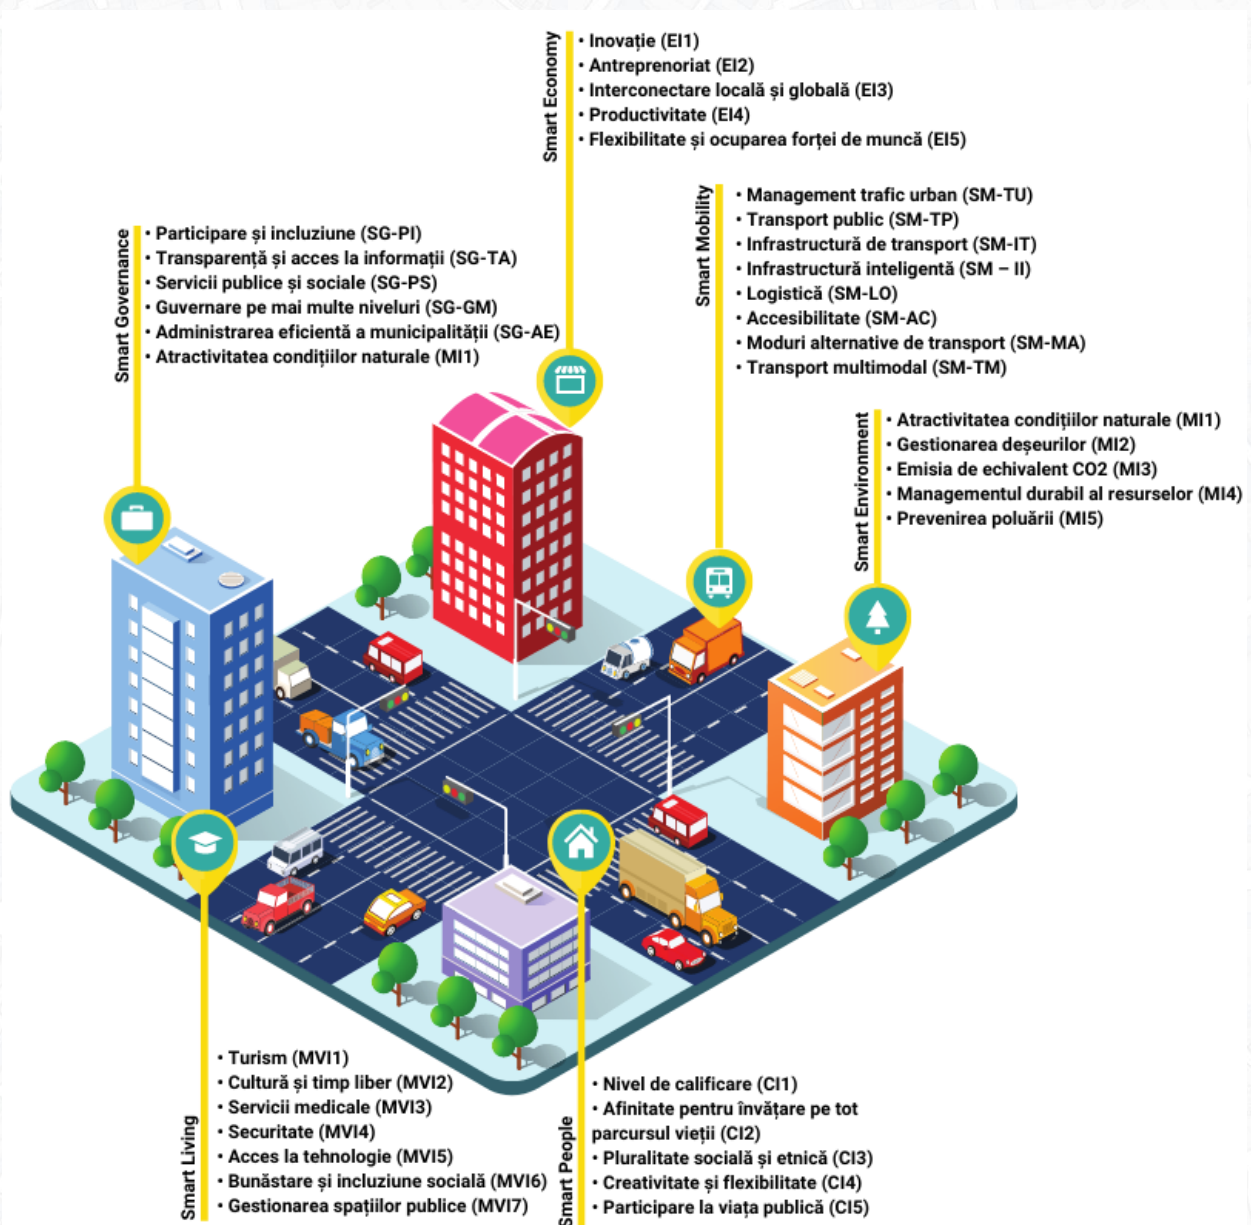 Smart Economy
• Inovație (EI1)
• Antreprenoriat (EI2)
• Interconectare locală și globală (EI3)
• Productivitate (EI4)
• Flexibilitate și ocuparea forței de muncă (EI5)
Smart Mobility
• Management trafic urban (SM-TU)
• Transport public (SM-TP)
• Infrastructură de transport (SM-IT)
• Infrastructură inteligentă (SM – II)
• Logistică (SM-LO)
• Accesibilitate (SM-AC)
• Moduri alternative de transport (SM-MA)
• Transport multimodal (SM-TM)
Smart Governance
• Participare și incluziune (SG-PI)
• Transparență și acces la informații (SG-TA)
• Servicii publice și sociale (SG-PS)
• Guvernare pe mai multe niveluri (SG-GM)
• Administrarea eficientă a municipalității (SG-AE)
• Atractivitatea condițiilor naturale (MI1)
Smart Environment
• Atractivitatea condițiilor naturale (MI1)
• Gestionarea deșeurilor (MI2)
• Emisia de echivalent CO2 (MI3)
• Managementul durabil al resurselor (MI4)
• Prevenirea poluării (MI5)
Smart Living
• Turism (MVI1)
• Cultură și timp liber (MVI2)
• Servicii medicale (MVI3)
• Securitate (MVI4)
• Acces la tehnologie (MVI5)
• Bunăstare și incluziune socială (MVI6)
• Gestionarea spațiilor publice (MVI7)
Smart People
• Nivel de calificare (CI1)
• Afinitate pentru învățare pe tot
parcursul vieții (CI2)
• Pluralitate socială și etnică (CI3)
• Creativitate și flexibilitate (CI4)
• Participare la viața publică (CI5)